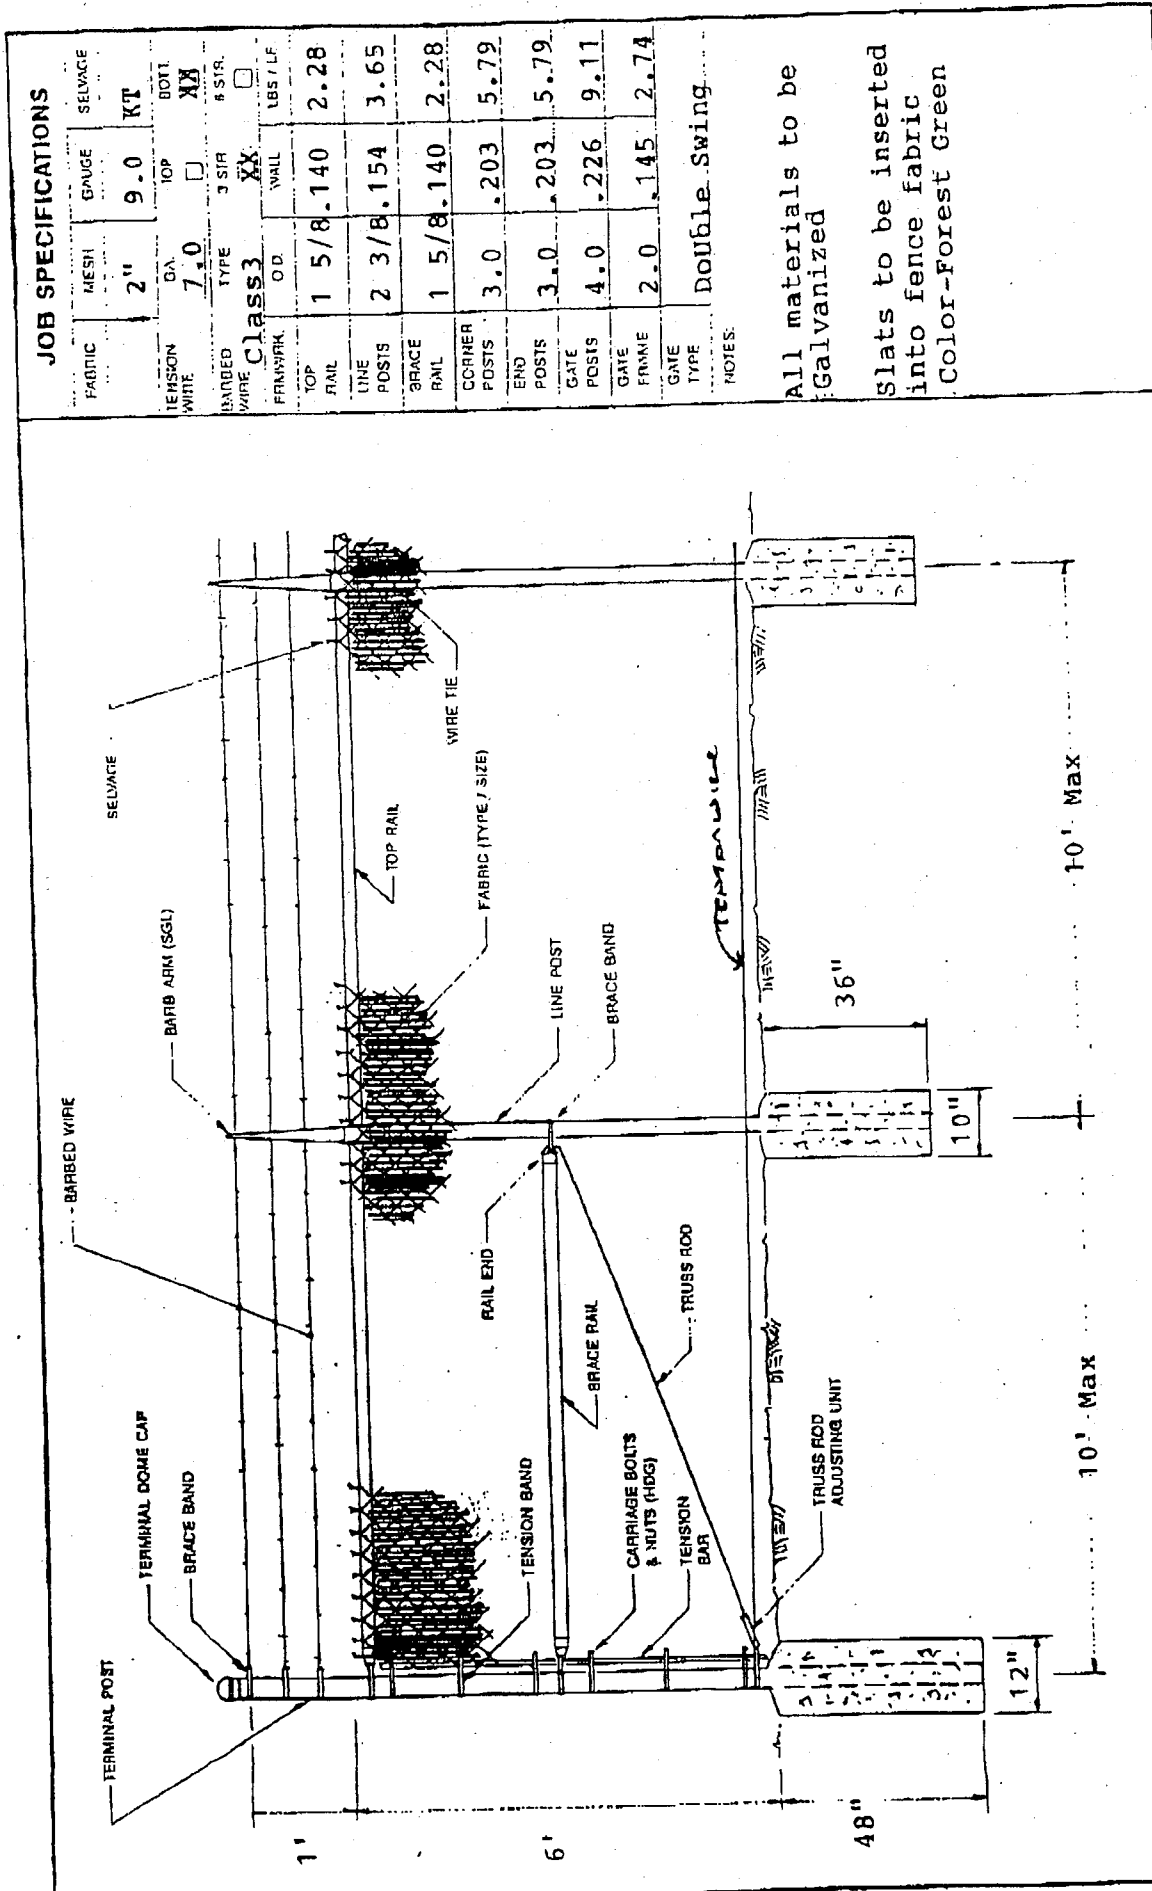 JOB SPECIFICATIONS
FABRIC MESH GAUGE SELVAGE
2" 9.0 KT
TENSION WIRE GA. TOP BOTT.
7.0 XX
BARBED WIRE TYPE 3 STR 6 STR.
Class3 XX
FRMWRK. O.D. WALL LBS / LF
TOP RAIL 1 5/8 .140 2.28
LINE POSTS 2 3/8 .154 3.65
BRACE RAIL 1 5/8 .140 2.28
CORNER POSTS 3.0 .203 5.79
END POSTS 3.0 .203 5.79
GATE POSTS 4.0 .226 9.11
GATE FRAME 2.0 .145 2.74
GATE TYPE Double Swing
NOTES:
All materials to be
Galvanized
Slats to be inserted
into fence fabric
Color-Forest Green
TERMINAL POST
TERMINAL DOME CAP
BRACE BAND
BARBED WIRE
BARB ARM (SGL)
SELVAGE
TOP RAIL
WIRE TIE
FABRIC (TYPE / SIZE)
LINE POST
BRACE BAND
RAIL END
TENSION BAND
BRACE RAIL
TRUSS ROD
CARRIAGE BOLTS
& NUTS (HDG)
TENSION
BAR
TRUSS ROD
ADJUSTING UNIT
1'
6'
48"
12"
10"
36"
10' Max
10' Max